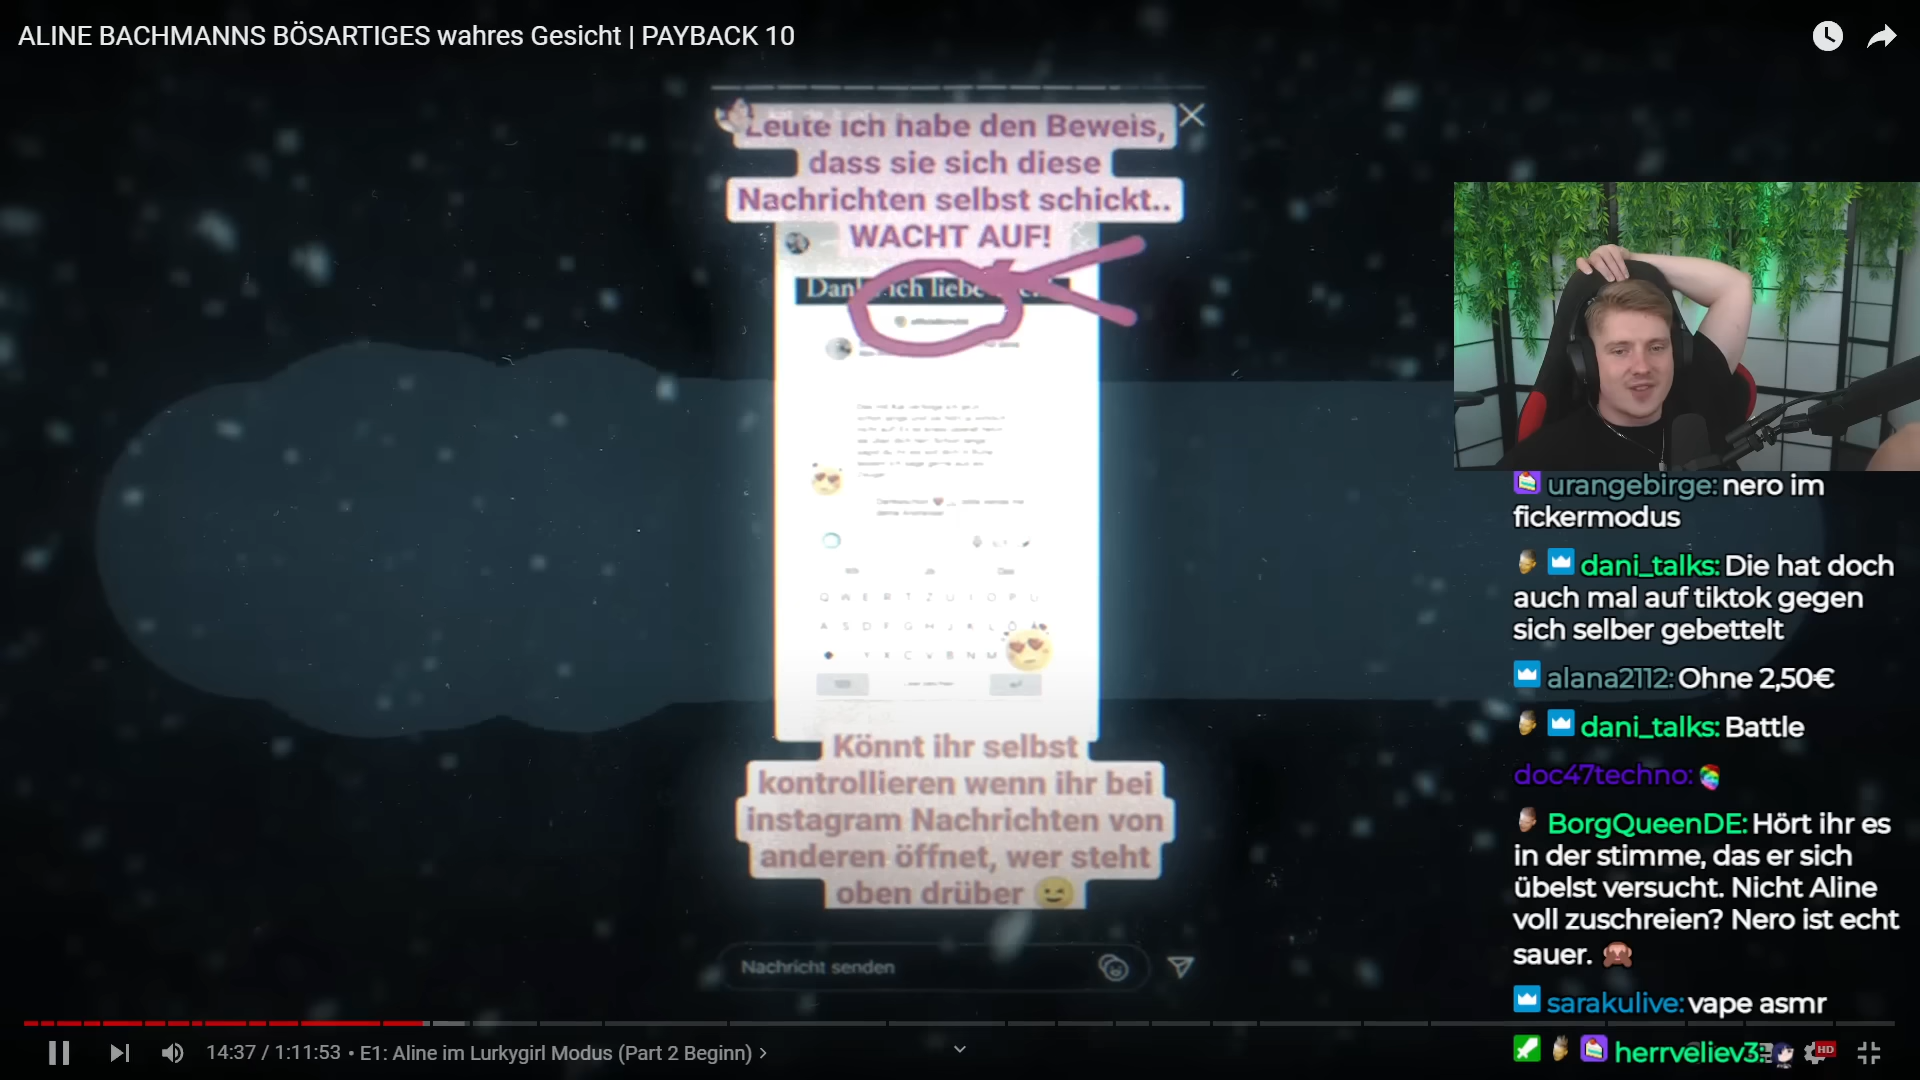 ALINE BACHMANNS BÖSARTIGES wahres Gesicht | PAYBACK 10
Leute ich habe den Beweis,
dass sie sich diese
Nachrichten selbst schickt..
WACHT AUF!
ich liebe
Q W E R T Z U I O P Ü
A S D F G H J K L Ö Ä
Y X C V B N M
Könnt ihr selbst
kontrollieren wenn ihr bei
instagram Nachrichten von
anderen öffnet, wer steht
oben drüber 😉
Nachricht senden
urangebirge: nero im
fickermodus
dani_talks: Die hat doch
auch mal auf tiktok gegen
sich selber gebettelt
alana2112: Ohne 2,50€
dani_talks: Battle
doc47techno:
BorgQueenDE: Hört ihr es
in der stimme, das er sich
übelst versucht. Nicht Aline
voll zuschreien? Nero ist echt
sauer. 🙊
sarakulive: vape asmr
herrveliev3:
14:37 / 1:11:53 • E1: Aline im Lurkygirl Modus (Part 2 Beginn) >
HD